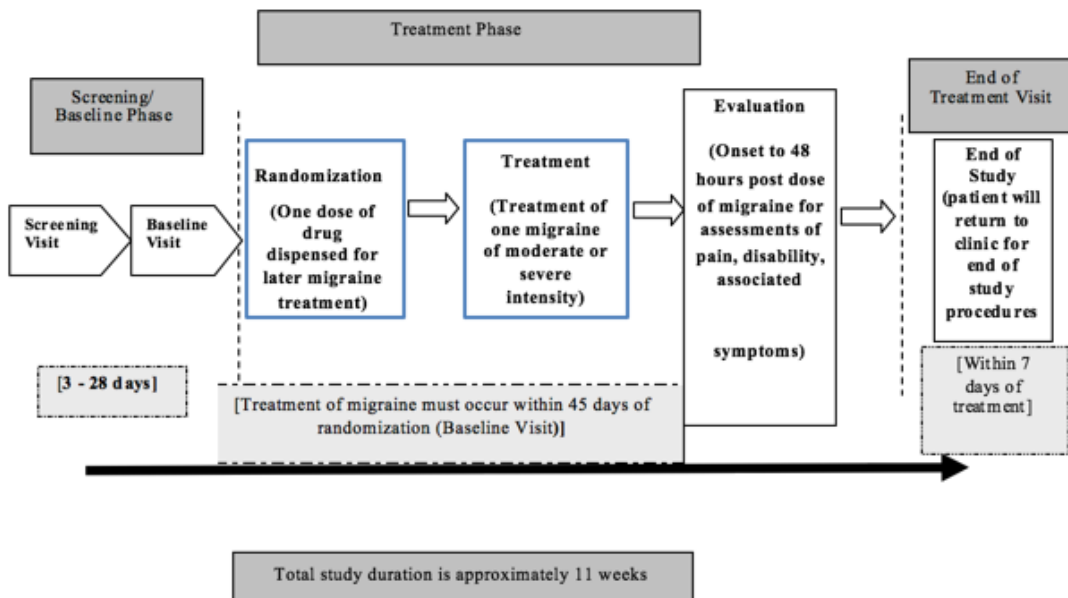 Treatment Phase
Screening/
Baseline Phase
End of
Treatment Visit
Screening
Visit
Baseline
Visit
Randomization
(One dose of
drug
dispensed for
later migraine
treatment)
Treatment
(Treatment of
one migraine
of moderate or
severe
intensity)
Evaluation
(Onset to 48
hours post dose
of migraine for
assessments of
pain, disability,
associated
symptoms)
End of
Study
(patient will
return to
clinic for
end of
study
procedures
[3 - 28 days]
[Treatment of migraine must occur within 45 days of
randomization (Baseline Visit)]
[Within 7
days of
treatment]
Total study duration is approximately 11 weeks